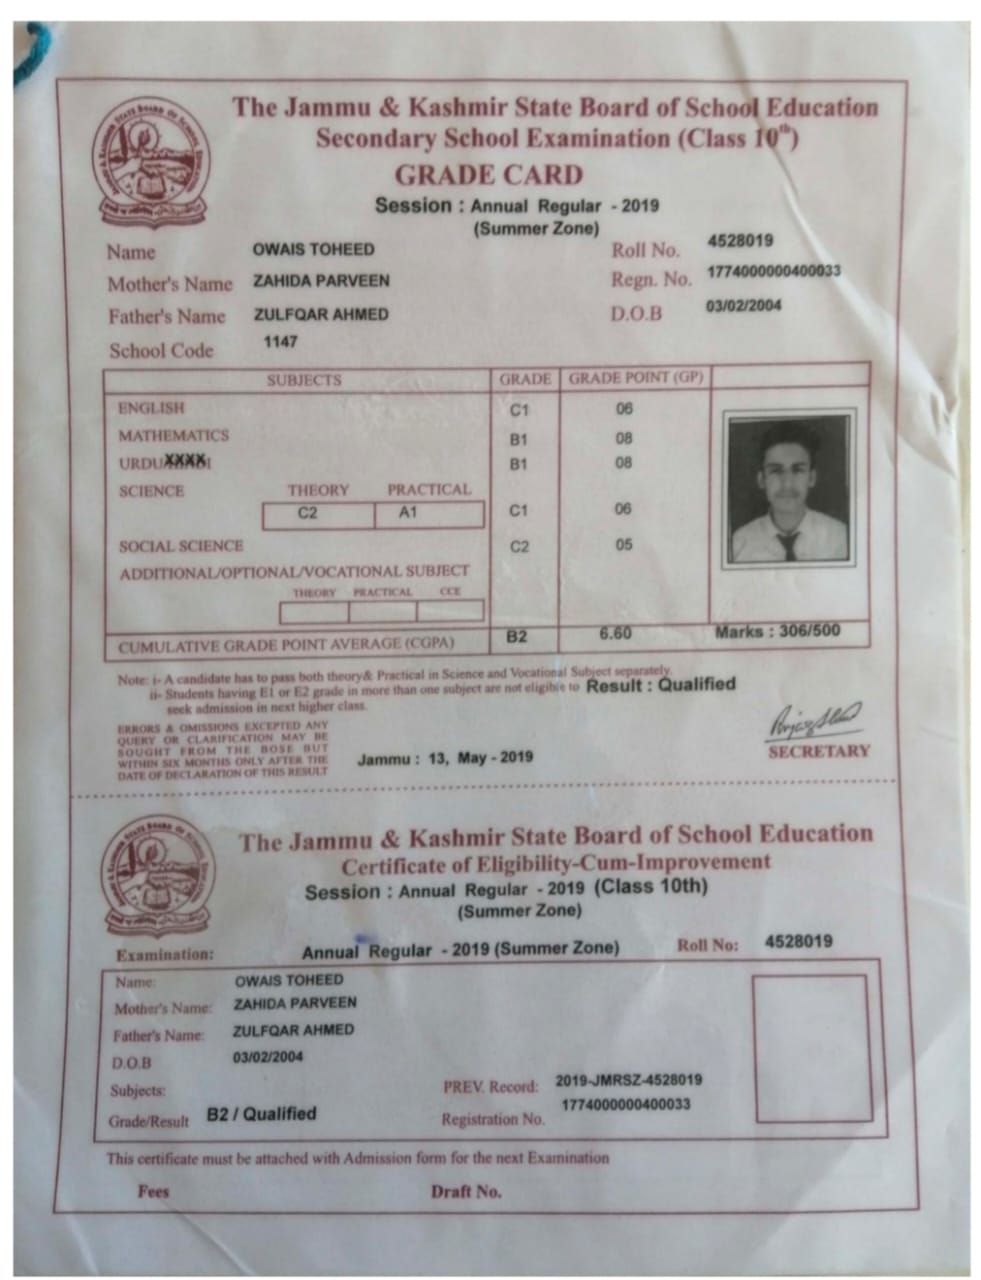 The Jammu & Kashmir State Board of School Education
Secondary School Examination (Class 10th)
GRADE CARD
Session : Annual Regular - 2019
(Summer Zone)
Name OWAIS TOHEED Roll No. 4528019
Mother's Name ZAHIDA PARVEEN Regn. No. 1774000000400033
Father's Name ZULFQAR AHMED D.O.B 03/02/2004
School Code 1147
SUBJECTS GRADE GRADE POINT (GP)
ENGLISH C1 06
MATHEMATICS B1 08
URDU/XXXX B1 08
SCIENCE THEORY PRACTICAL
C2 A1 C1 06
SOCIAL SCIENCE C2 05
ADDITIONAL/OPTIONAL/VOCATIONAL SUBJECT
THEORY PRACTICAL CCE
CUMULATIVE GRADE POINT AVERAGE (CGPA) B2 6.60 Marks : 306/500
Note: i- A candidate has to pass both theory& Practical in Science and Vocational Subject separately.
ii- Students having E1 or E2 grade in more than one subject are not eligible to Result : Qualified
seek admission in next higher class.
ERRORS & OMISSIONS EXCEPTED ANY
QUERY OR CLARIFICATION MAY BE
SOUGHT FROM THE BOSE BUT
WITHIN SIX MONTHS ONLY AFTER THE
DATE OF DECLARATION OF THIS RESULT
Jammu : 13, May - 2019
SECRETARY
The Jammu & Kashmir State Board of School Education
Certificate of Eligibility-Cum-Improvement
Session : Annual Regular - 2019 (Class 10th)
(Summer Zone)
Examination: Annual Regular - 2019 (Summer Zone) Roll No: 4528019
Name: OWAIS TOHEED
Mother's Name: ZAHIDA PARVEEN
Father's Name: ZULFQAR AHMED
D.O.B 03/02/2004
Subjects: PREV. Record: 2019-JMRSZ-4528019
Grade/Result B2 / Qualified Registration No. 1774000000400033
This certificate must be attached with Admission form for the next Examination
Fees Draft No.